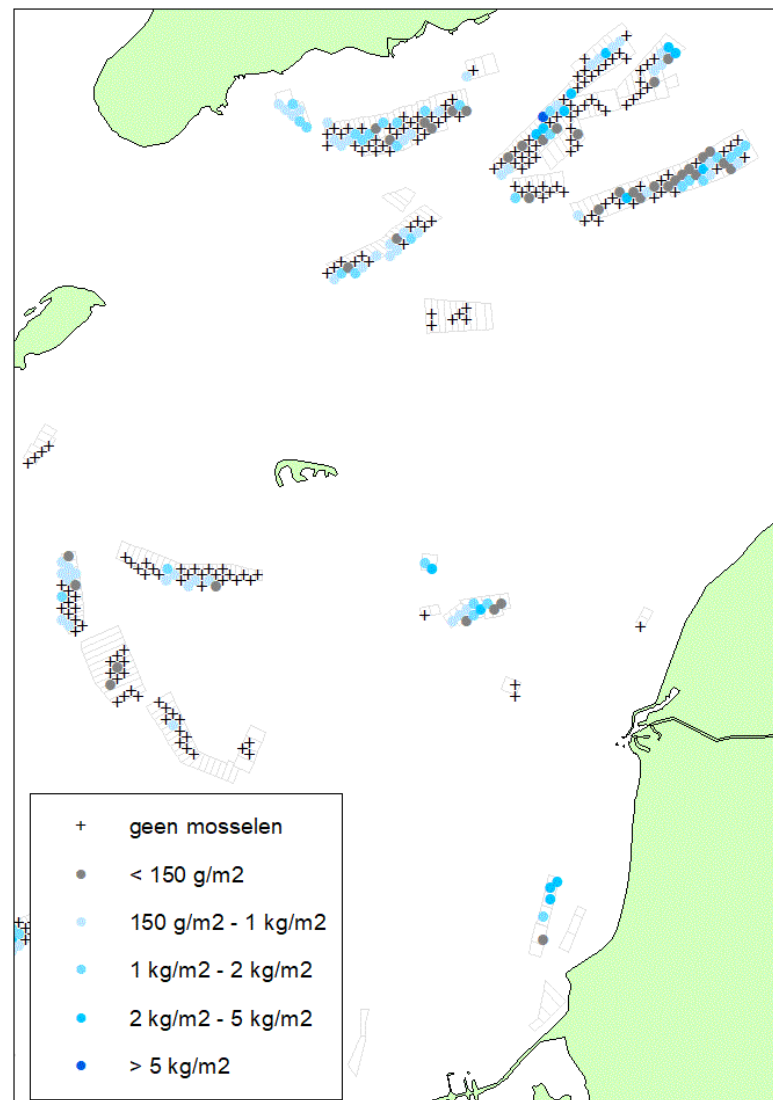 geen mosselen
< 150 g/m2
150 g/m2 - 1 kg/m2
1 kg/m2 - 2 kg/m2
2 kg/m2 - 5 kg/m2
> 5 kg/m2